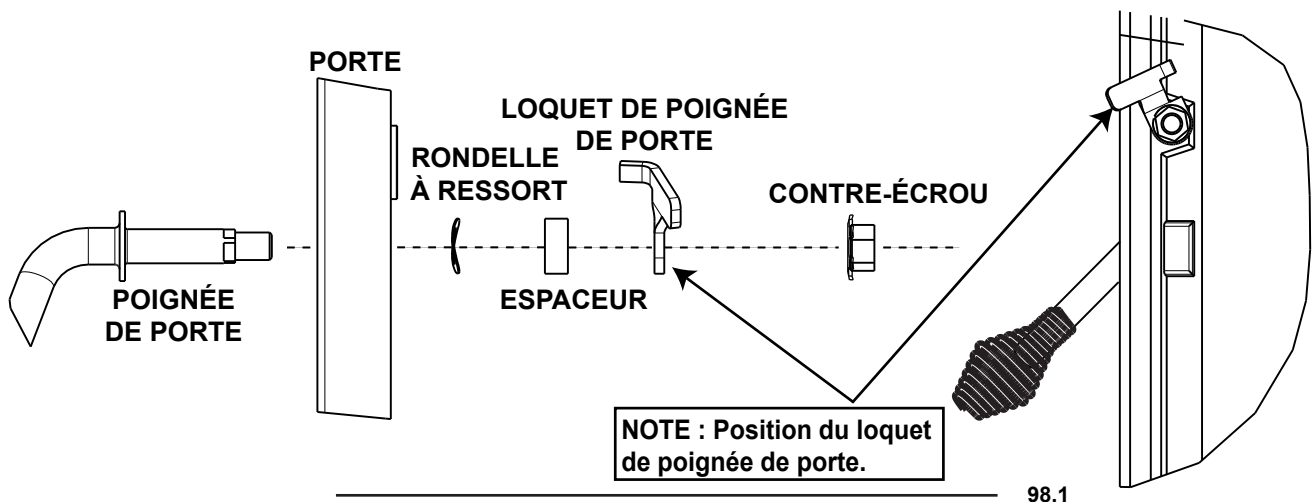 PORTE
LOQUET DE POIGNÉE
DE PORTE
RONDELLE
À RESSORT
CONTRE-ÉCROU
POIGNÉE
DE PORTE
ESPACEUR
NOTE : Position du loquet
de poignée de porte.
98.1